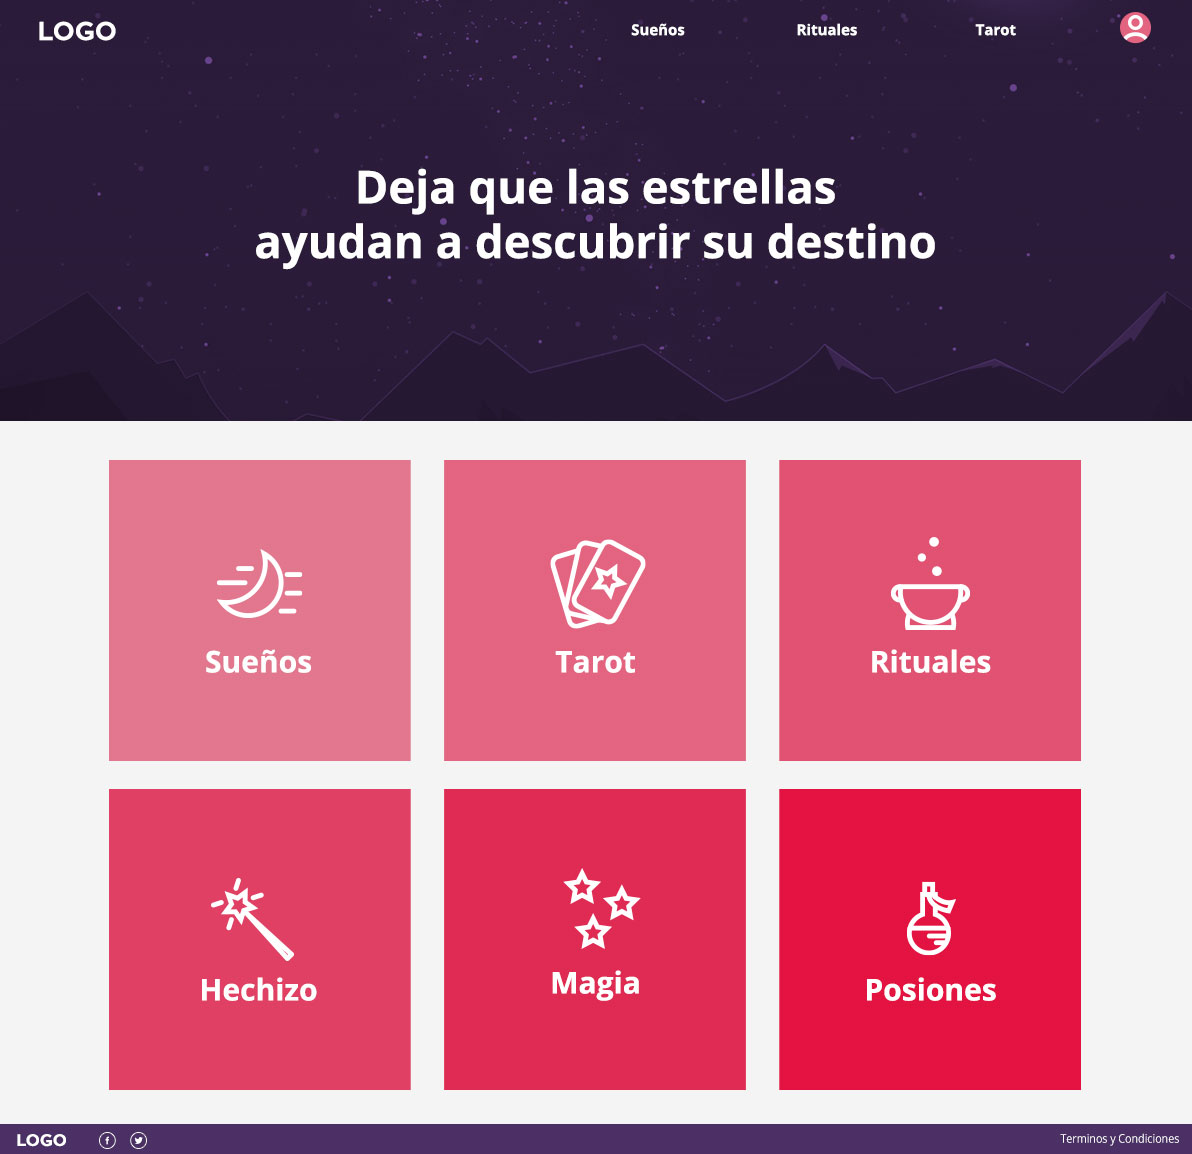 LOGO
Sueños
Rituales
Tarot
Deja que las estrellas
ayudan a descubrir su destino
Sueños
Tarot
Rituales
Hechizo
Magia
Posiones
LOGO
Terminos y Condiciones